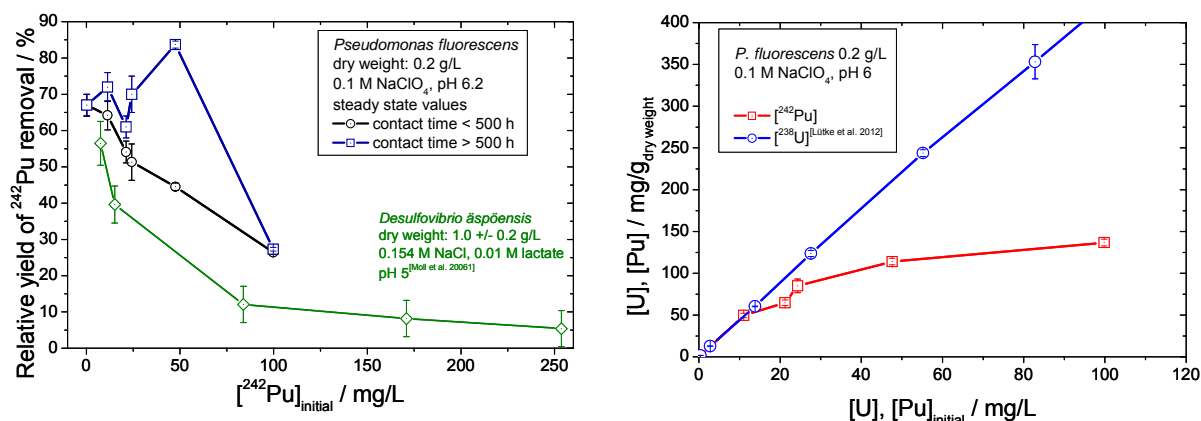 90
80
70
60
50
40
30
20
10
0
Relative yield of ²⁴²Pu removal / %
Pseudomonas fluorescens
dry weight: 0.2 g/L
0.1 M NaClO₄, pH 6.2
steady state values
contact time < 500 h
contact time > 500 h
Desulfovibrio äspöensis
dry weight: 1.0 +/- 0.2 g/L
0.154 M NaCl, 0.01 M lactate
pH 5[Moll et al. 20061]
0 50 100 150 200 250
[²⁴²Pu]initial / mg/L
400
350
300
250
200
150
100
50
0
[U], [Pu] / mg/gdry weight
P. fluorescens 0.2 g/L
0.1 M NaClO₄, pH 6
[²⁴²Pu]
[²³⁸U][Lütke et al. 2012]
0 20 40 60 80 100 120
[U], [Pu]initial / mg/L